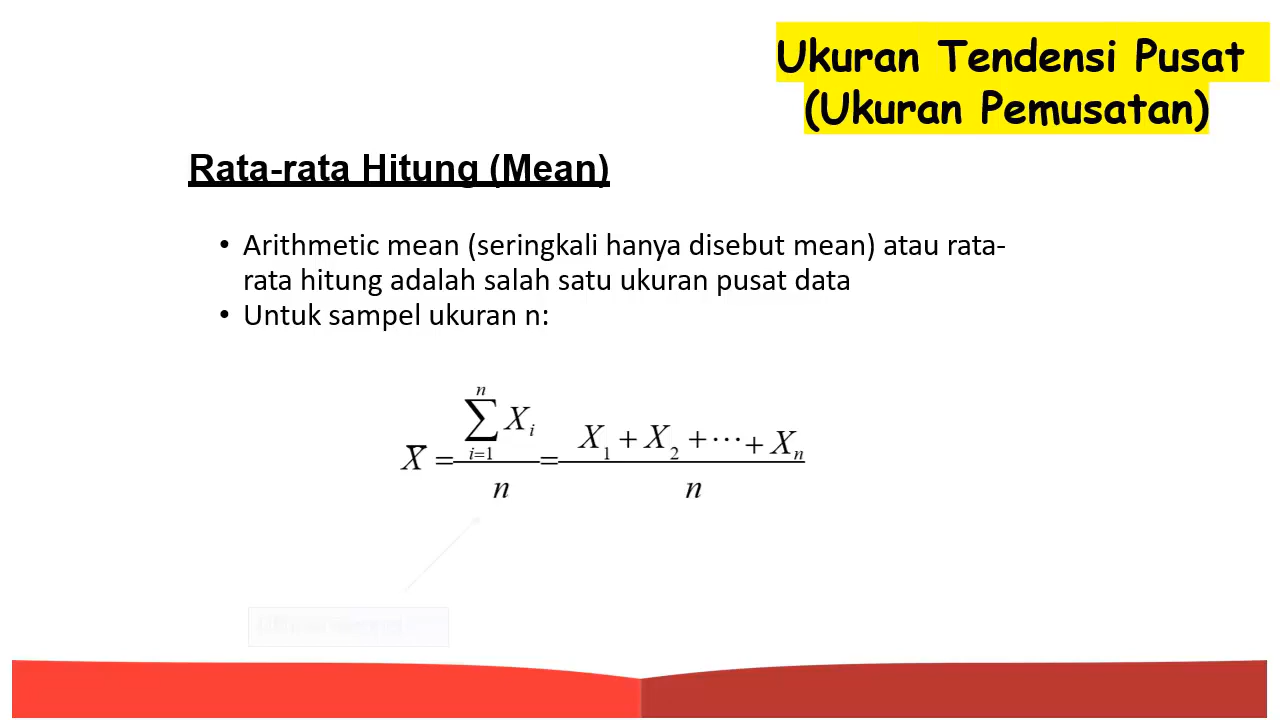 Ukuran Tendensi Pusat
(Ukuran Pemusatan)
Rata-rata Hitung (Mean)
• Arithmetic mean (seringkali hanya disebut mean) atau rata-
rata hitung adalah salah satu ukuran pusat data
• Untuk sampel ukuran n:
X̄ = ∑_{i=1}^{n} X_i / n = X_1 + X_2 + ⋯ + X_n / n